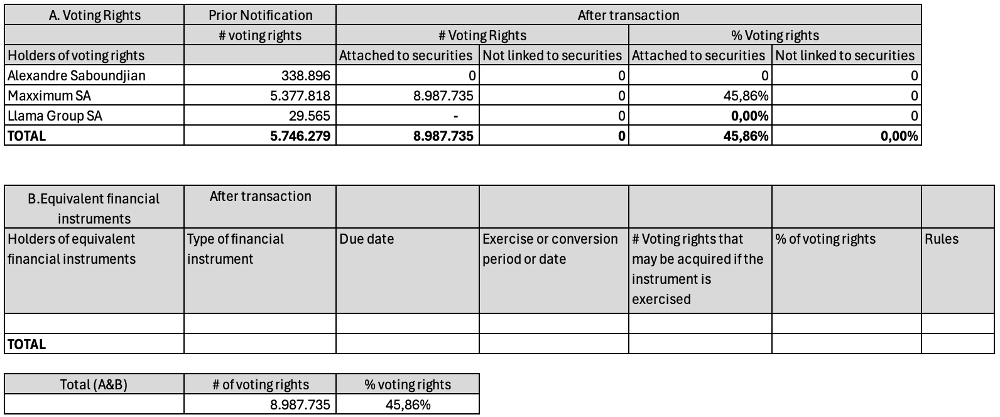 A. Voting Rights Prior Notification After transaction
# voting rights # Voting Rights % Voting rights
Holders of voting rights Attached to securities Not linked to securities Attached to securities Not linked to securities
Alexandre Saboundjian 338.896 0 0 0 0
Maxximum SA 5.377.818 8.987.735 0 45,86% 0
Llama Group SA 29.565 - 0 0,00% 0
TOTAL 5.746.279 8.987.735 0 45,86% 0,00%
B.Equivalent financial
instruments
After transaction
Holders of equivalent
financial instruments
Type of financial
instrument
Due date
Exercise or conversion
period or date
# Voting rights that
may be acquired if the
instrument is
exercised
% of voting rights
Rules
TOTAL
Total (A&B) # of voting rights % voting rights
8.987.735 45,86%